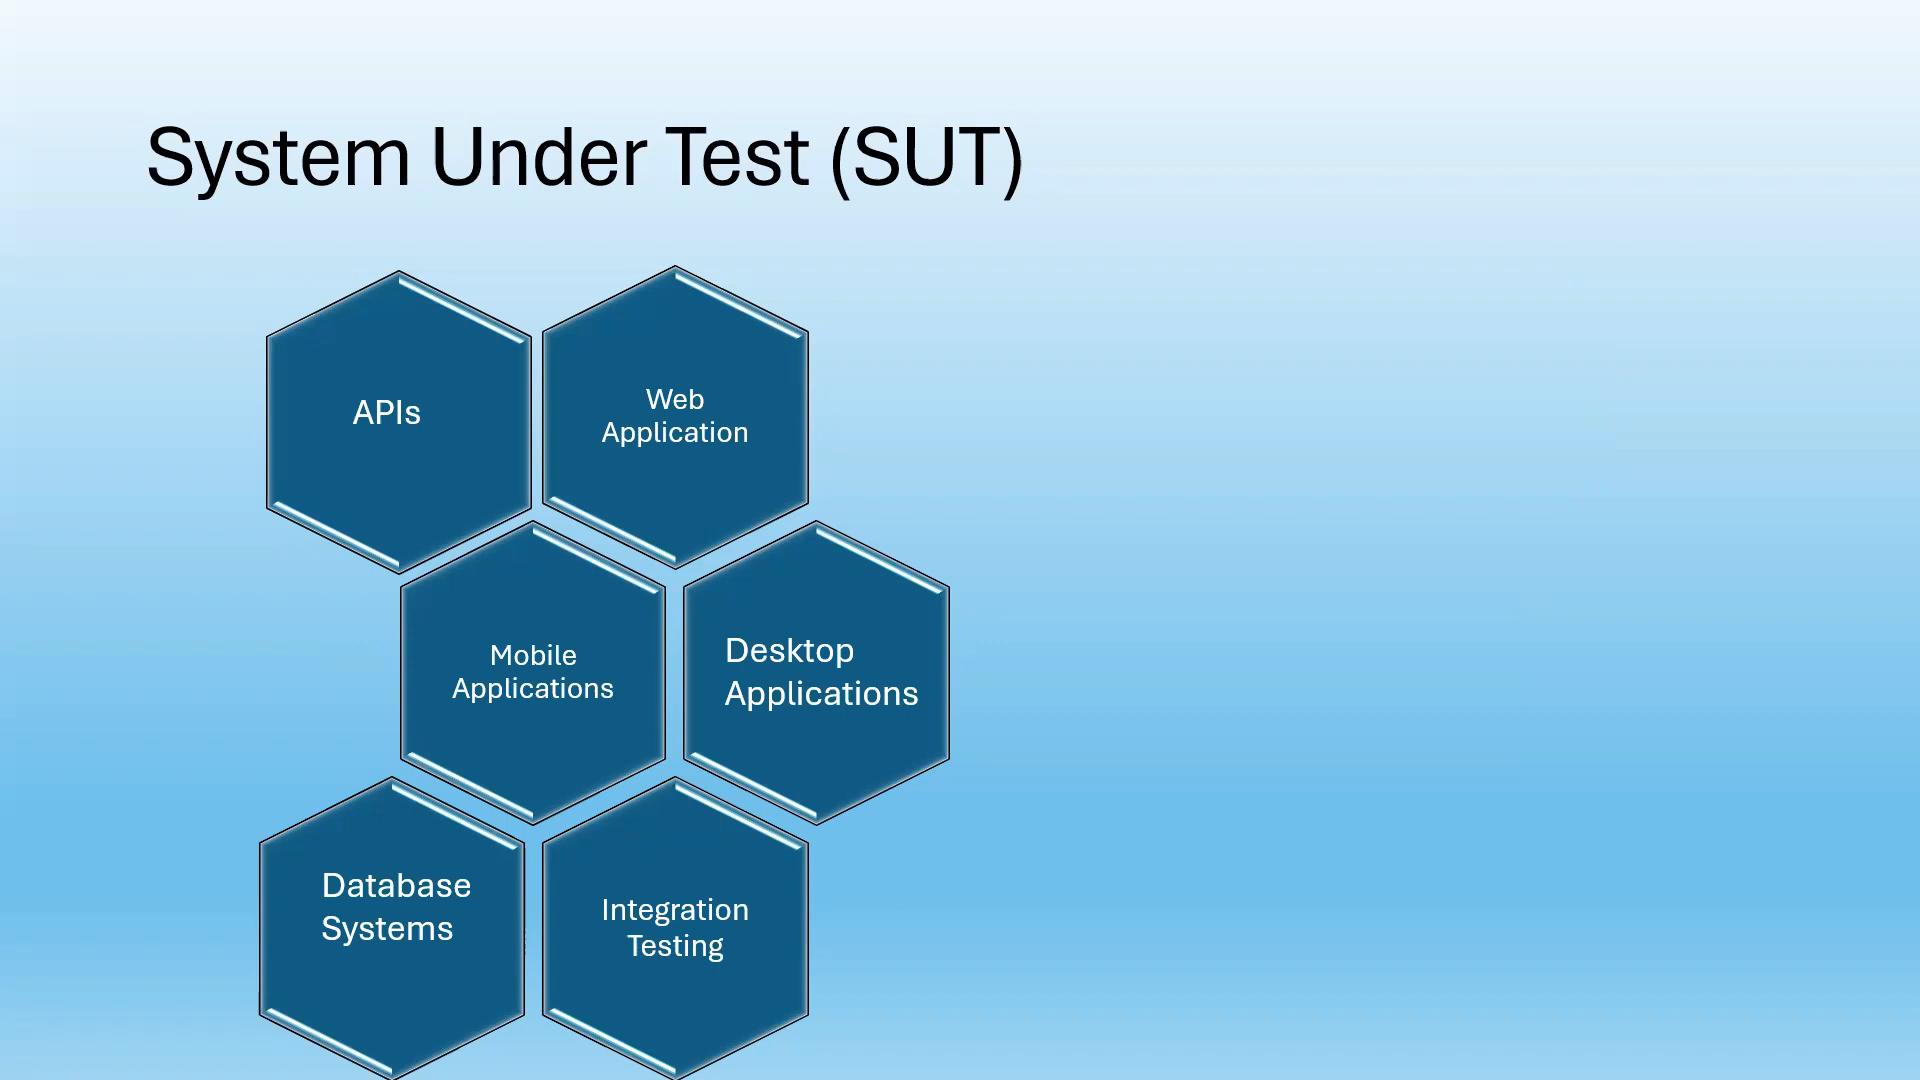 System Under Test (SUT)
APIs
Web
Application
Mobile
Applications
Desktop
Applications
Database
Systems
Integration
Testing